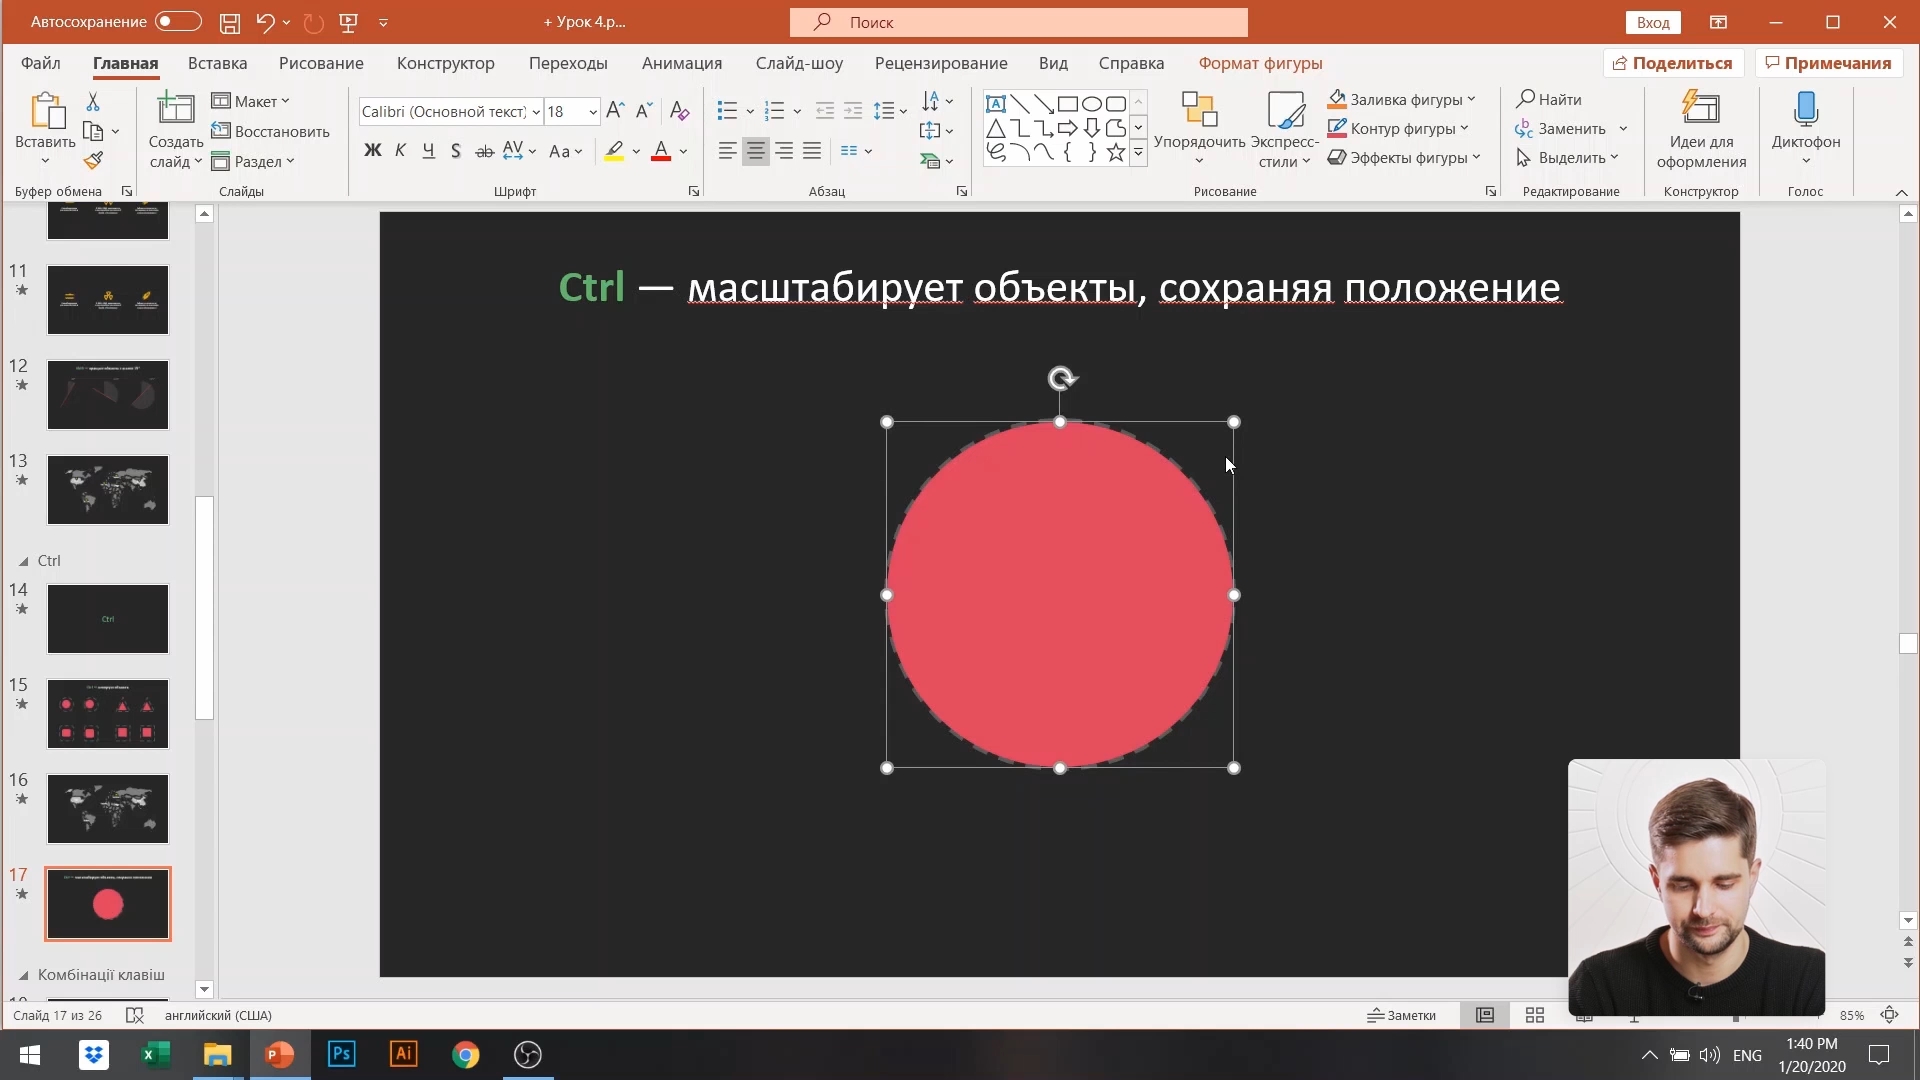 Автосохранение
+ Урок 4.p...
Поиск
Вход
Файл
Главная
Вставка
Рисование
Конструктор
Переходы
Анимация
Слайд-шоу
Рецензирование
Вид
Справка
Формат фигуры
Поделиться
Примечания
Вставить
Буфер обмена
Создать слайд
Макет
Восстановить
Раздел
Слайды
Calibri (Основной текст)
18
Ж К Ч S ab AV Aa
Шрифт
Абзац
Упорядочить
Экспресс-стили
Заливка фигуры
Контур фигуры
Эффекты фигуры
Рисование
Найти
Заменить
Выделить
Редактирование
Идеи для оформления
Конструктор
Диктофон
Голос
11
12
13
Ctrl
14
Ctrl
15
16
17
Комбінації клавіш
Ctrl — масштабирует объекты, сохраняя положение
Слайд 17 из 26
английский (США)
Заметки
85%
Ps
Ai
ENG
1:40 PM
1/20/2020